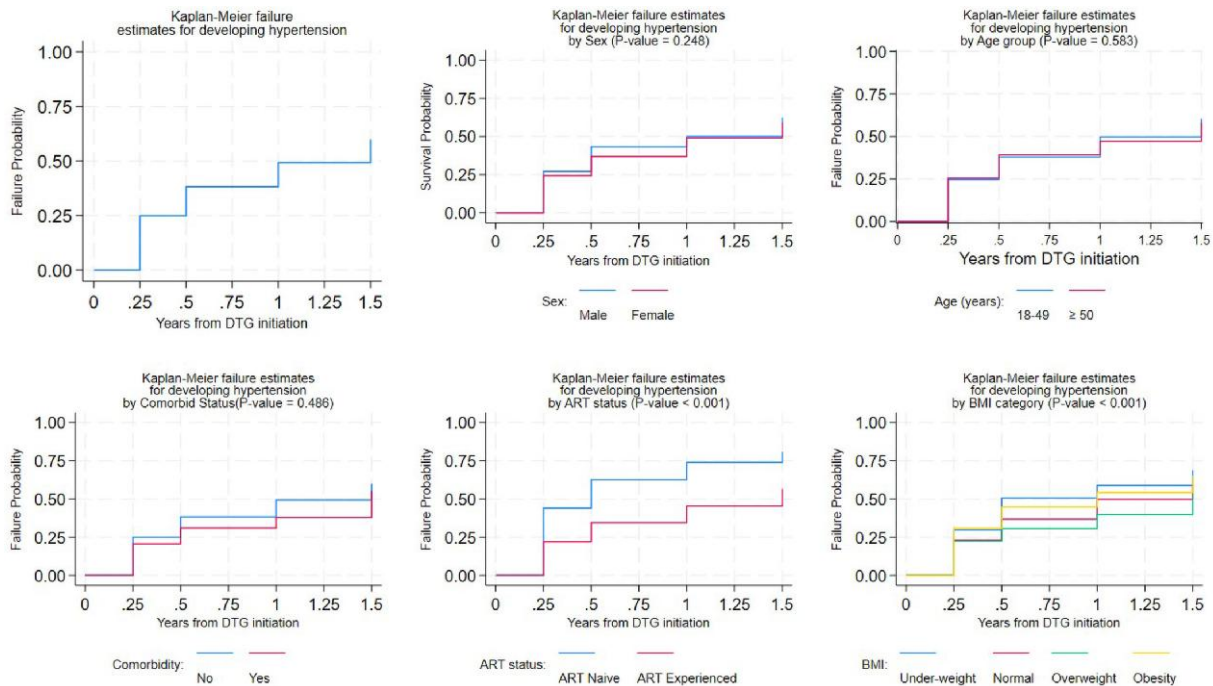 Kaplan-Meier failure
estimates for developing hypertension
1.00
0.75
0.50
0.25
0.00
Failure Probability
0 .25 .5 .75 1 1.25 1.5
Years from DTG initiation
Kaplan-Meier failure estimates
for developing hypertension
by Sex (P-value = 0.248)
1.00
0.75
0.50
0.25
0.00
Survival Probability
0 .25 .5 .75 1 1.25 1.5
Years from DTG initiation
Sex:
Male Female
Kaplan-Meier failure estimates
for developing hypertension
by Age group (P-value = 0.583)
1.00
0.75
0.50
0.25
0.00
Failure Probability
0 .25 .5 .75 1 1.25 1.5
Years from DTG initiation
Age (years):
18-49 ≥ 50
Kaplan-Meier failure estimates
for developing hypertension
by Comorbid Status(P-value = 0.486)
1.00
0.75
0.50
0.25
0.00
Failure Probability
0 .25 .5 .75 1 1.25 1.5
Years from DTG initiation
Comorbidity:
No Yes
Kaplan-Meier failure estimates
for developing hypertension
by ART status (P-value < 0.001)
1.00
0.75
0.50
0.25
0.00
Failure Probability
0 .25 .5 .75 1 1.25 1.5
Years from DTG initiation
ART status:
ART Naive ART Experienced
Kaplan-Meier failure estimates
for developing hypertension
by BMI category (P-value < 0.001)
1.00
0.75
0.50
0.25
0.00
Failure Probability
0 .25 .5 .75 1 1.25 1.5
Years from DTG initiation
BMI:
Under-weight Normal Overweight Obesity